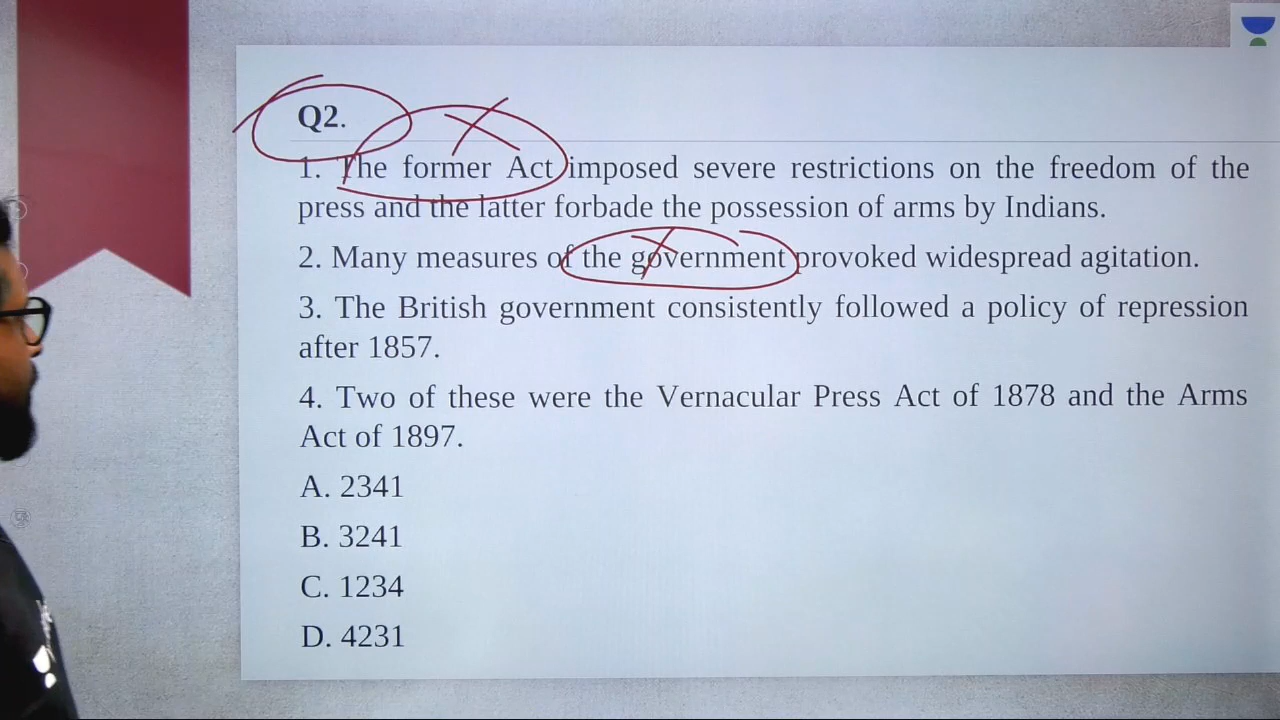 Q2.
1. The former Act imposed severe restrictions on the freedom of the
press and the latter forbade the possession of arms by Indians.
2. Many measures of the government provoked widespread agitation.
3. The British government consistently followed a policy of repression
after 1857.
4. Two of these were the Vernacular Press Act of 1878 and the Arms
Act of 1897.
A. 2341
B. 3241
C. 1234
D. 4231